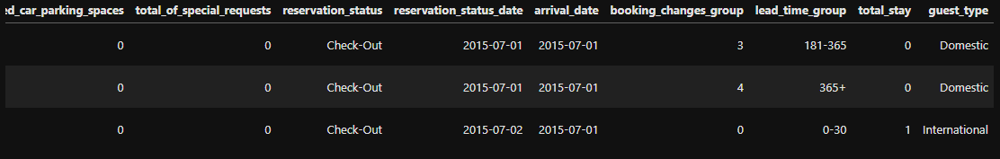 ed_car_parking_spaces total_of_special_requests reservation_status reservation_status_date arrival_date booking_changes_group lead_time_group total_stay guest_type
0 0 Check-Out 2015-07-01 2015-07-01 3 181-365 0 Domestic
0 0 Check-Out 2015-07-01 2015-07-01 4 365+ 0 Domestic
0 0 Check-Out 2015-07-02 2015-07-01 0 0-30 1 International